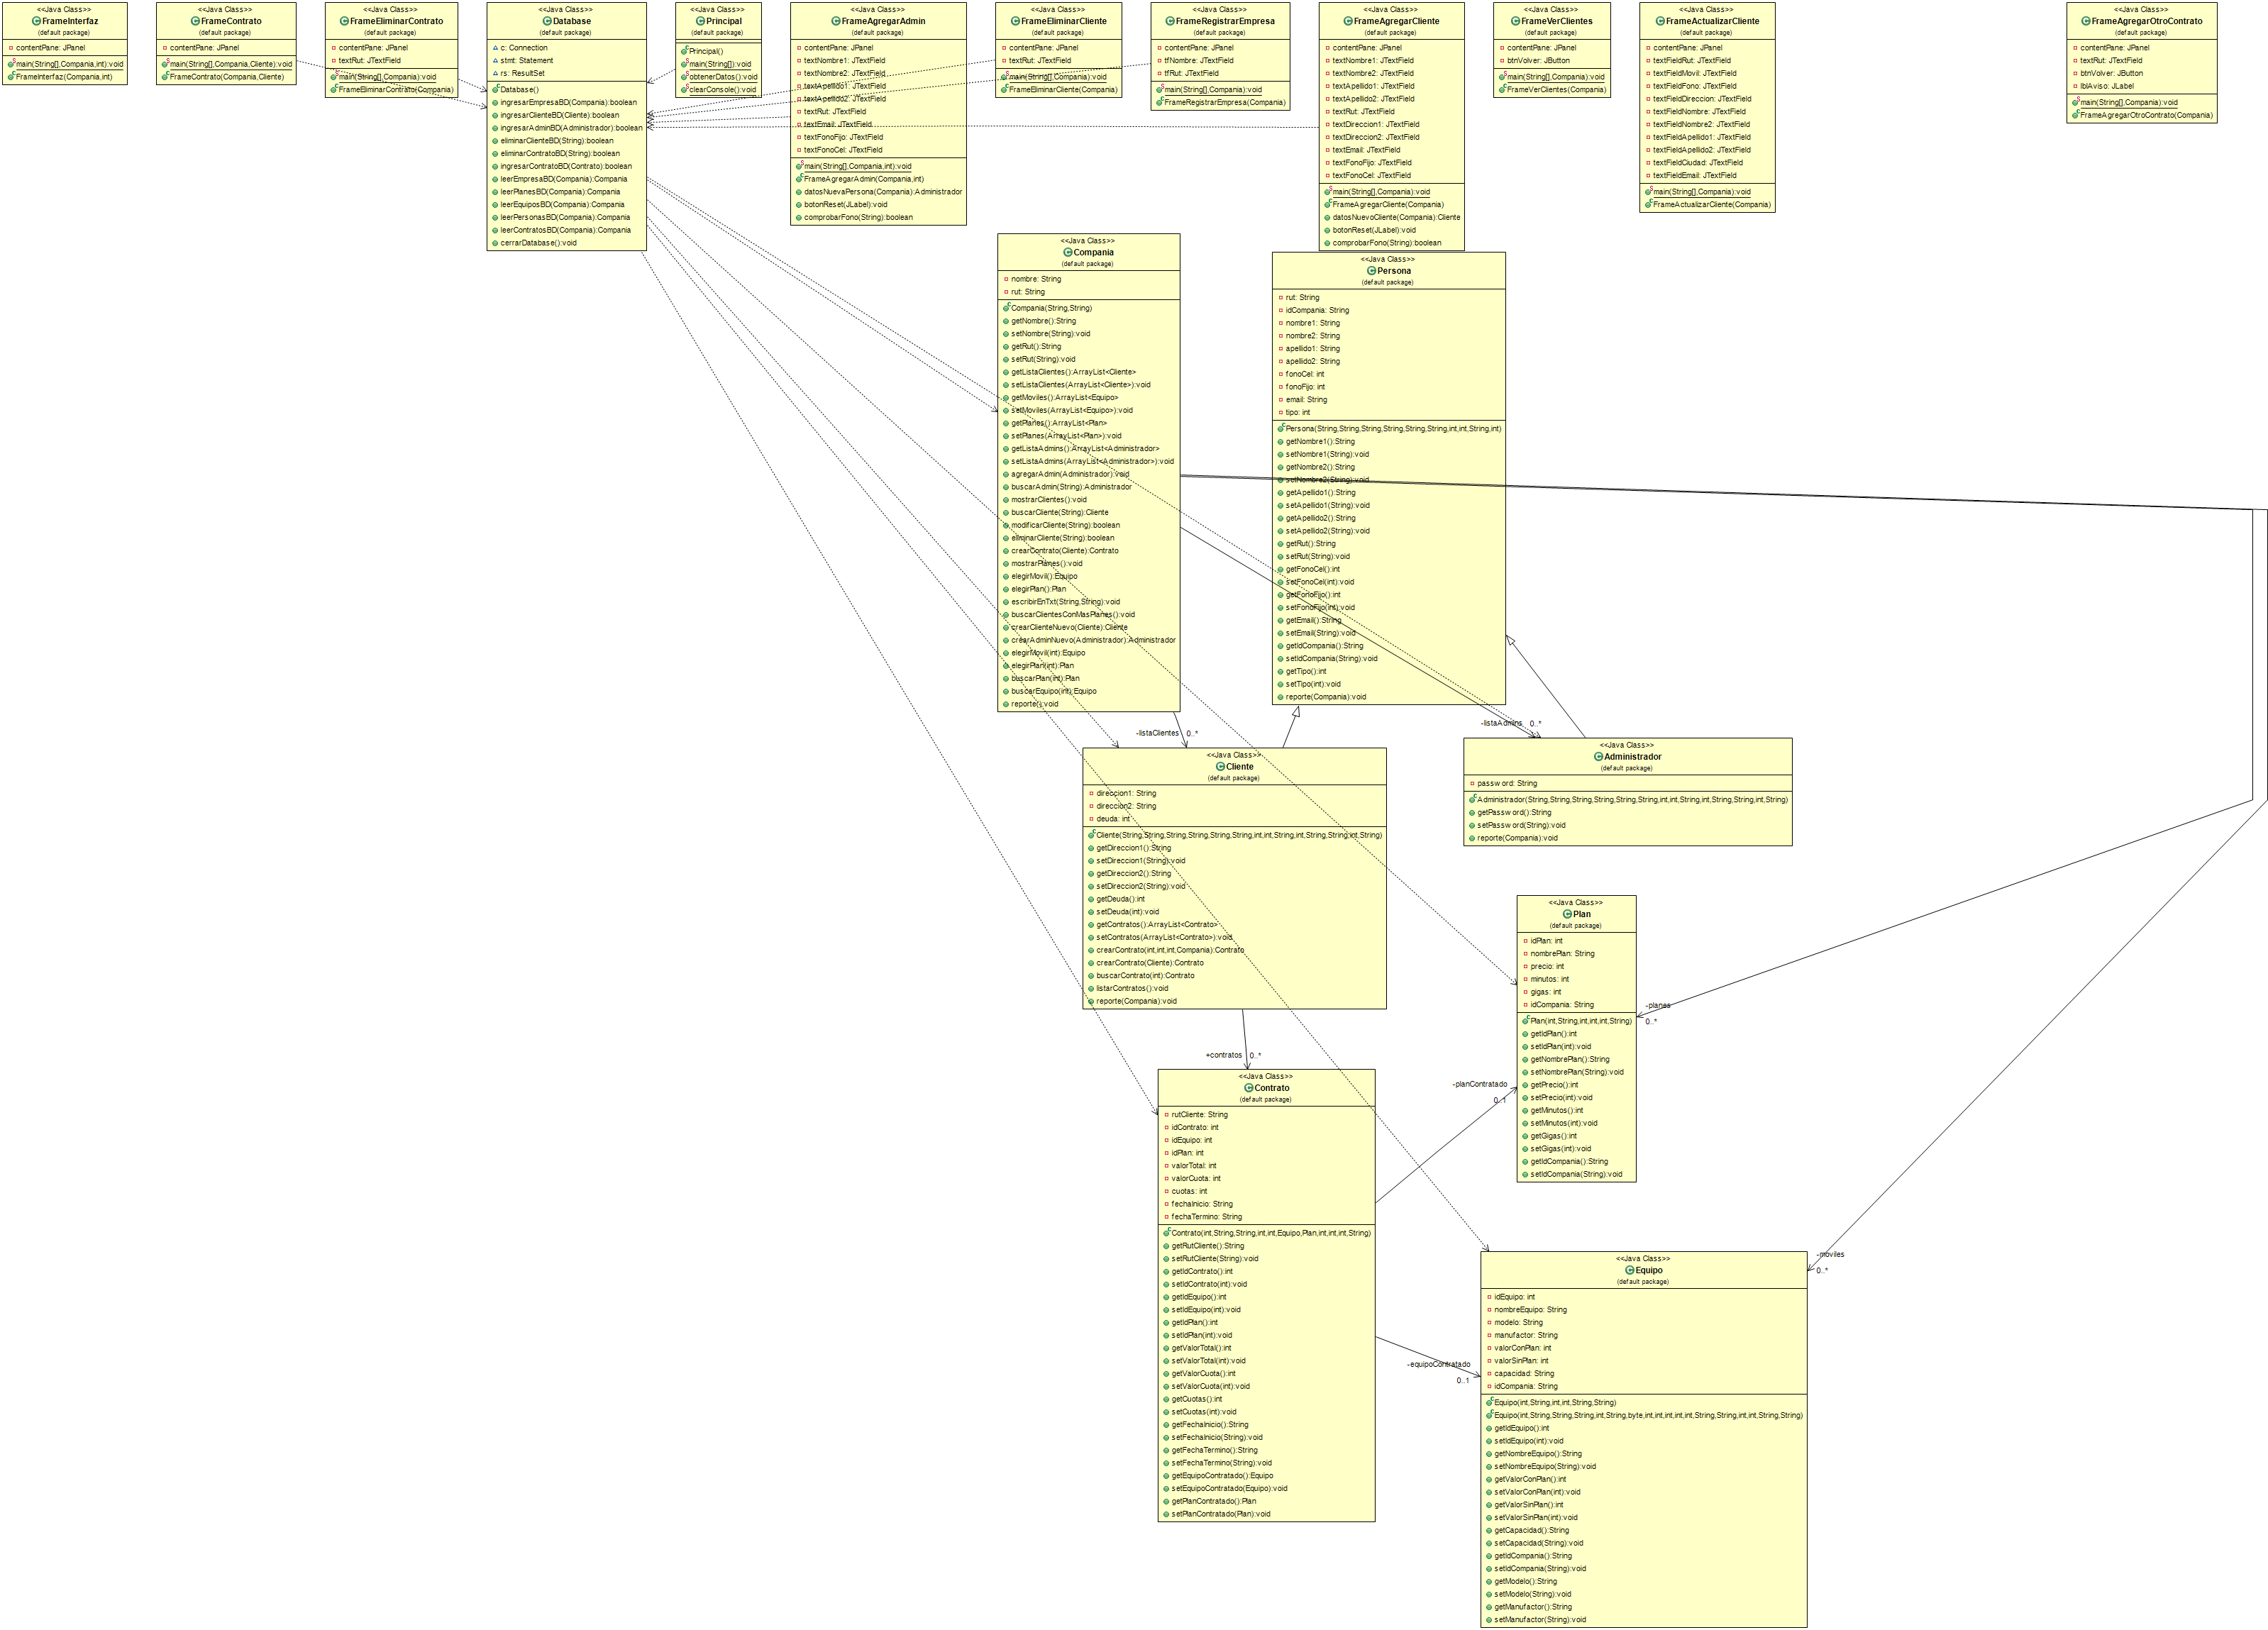 <<Java Class>>
FrameInterfaz
(default package)
contentPane: JPanel
main(String[],Compania,int):void
FrameInterfaz(Compania,int)
<<Java Class>>
FrameContrato
(default package)
contentPane: JPanel
main(String[],Compania,Cliente):void
FrameContrato(Compania,Cliente)
<<Java Class>>
FrameEliminarContrato
(default package)
contentPane: JPanel
textRut: JTextField
main(String[],Compania):void
FrameEliminarContrato(Compania)
<<Java Class>>
Database
(default package)
c: Connection
stmt: Statement
rs: ResultSet
Database()
ingresarEmpresaBD(Compania):boolean
ingresarClienteBD(Cliente):boolean
ingresarAdminBD(Administrador):boolean
eliminarClienteBD(String):boolean
eliminarContratoBD(String):boolean
ingresarContratoBD(Contrato):boolean
leerEmpresaBD(Compania):Compania
leerPlanesBD(Compania):Compania
leerEquiposBD(Compania):Compania
leerPersonasBD(Compania):Compania
leerContratosBD(Compania):Compania
cerrarDatabase():void
<<Java Class>>
Principal
(default package)
Principal()
main(String[]):void
obtenerDatos():void
clearConsole():void
<<Java Class>>
FrameAgregarAdmin
(default package)
contentPane: JPanel
textNombre1: JTextField
textNombre2: JTextField
textApellido1: JTextField
textApellido2: JTextField
textRut: JTextField
textEmail: JTextField
textFonoFijo: JTextField
textFonoCel: JTextField
main(String[],Compania,int):void
FrameAgregarAdmin(Compania,int)
datosNuevaPersona(Compania):Administrador
botonReset(JLabel):void
comprobarFono(String):boolean
<<Java Class>>
FrameEliminarCliente
(default package)
contentPane: JPanel
textRut: JTextField
main(String[],Compania):void
FrameEliminarCliente(Compania)
<<Java Class>>
FrameRegistrarEmpresa
(default package)
contentPane: JPanel
tfNombre: JTextField
tfRut: JTextField
main(String[],Compania):void
FrameRegistrarEmpresa(Compania)
<<Java Class>>
FrameAgregarCliente
(default package)
contentPane: JPanel
textNombre1: JTextField
textNombre2: JTextField
textApellido1: JTextField
textApellido2: JTextField
textRut: JTextField
textDireccion1: JTextField
textDireccion2: JTextField
textEmail: JTextField
textFonoFijo: JTextField
textFonoCel: JTextField
main(String[],Compania):void
FrameAgregarCliente(Compania)
datosNuevoCliente(Compania):Cliente
botonReset(JLabel):void
comprobarFono(String):boolean
<<Java Class>>
FrameVerClientes
(default package)
contentPane: JPanel
btnVolver: JButton
main(String[],Compania):void
FrameVerClientes(Compania)
<<Java Class>>
FrameActualizarCliente
(default package)
contentPane: JPanel
textFieldRut: JTextField
textFieldMovil: JTextField
textFieldFono: JTextField
textFieldDireccion: JTextField
textFieldNombre: JTextField
textFieldNombre2: JTextField
textFieldApellido1: JTextField
textFieldApellido2: JTextField
textFieldCiudad: JTextField
textFieldEmail: JTextField
main(String[],Compania):void
FrameActualizarCliente(Compania)
<<Java Class>>
FrameAgregarOtroContrato
(default package)
contentPane: JPanel
textRut: JTextField
btnVolver: JButton
lblAviso: JLabel
main(String[],Compania):void
FrameAgregarOtroContrato(Compania)
<<Java Class>>
Compania
(default package)
nombre: String
rut: String
Compania(String,String)
getNombre():String
setNombre(String):void
getRut():String
setRut(String):void
getListaClientes():ArrayList<Cliente>
setListaClientes(ArrayList<Cliente>):void
getMoviles():ArrayList<Equipo>
setMoviles(ArrayList<Equipo>):void
getPlanes():ArrayList<Plan>
setPlanes(ArrayList<Plan>):void
getListaAdmins():ArrayList<Administrador>
setListaAdmins(ArrayList<Administrador>):void
agregarAdmin(Administrador):void
buscarAdmin(String):Administrador
mostrarClientes():void
buscarCliente(String):Cliente
modificarCliente(String):boolean
eliminarCliente(String):boolean
crearContrato(Cliente):Contrato
mostrarPlanes():void
elegirMovil():Equipo
elegirPlan():Plan
escribirEnTxt(String,String):void
buscarClientesConMasPlanes():void
crearClienteNuevo(Cliente):Cliente
crearAdminNuevo(Administrador):Administrador
elegirMovil(int):Equipo
elegirPlan(int):Plan
buscarPlan(int):Plan
buscarEquipo(int):Equipo
reporte():void
<<Java Class>>
Persona
(default package)
rut: String
idCompania: String
nombre1: String
nombre2: String
apellido1: String
apellido2: String
fonoCel: int
fonoFijo: int
email: String
tipo: int
Persona(String,String,String,String,String,String,int,int,String,int)
getNombre1():String
setNombre1(String):void
getNombre2():String
setNombre2(String):void
getApellido1():String
setApellido1(String):void
getApellido2():String
setApellido2(String):void
getRut():String
setRut(String):void
getFonoCel():int
setFonoCel(int):void
getFonoFijo():int
setFonoFijo(int):void
getEmail():String
setEmail(String):void
getIdCompania():String
setIdCompania(String):void
getTipo():int
setTipo(int):void
reporte(Compania):void
-listaClientes 0..*
-listaAdmins 0..*
<<Java Class>>
Cliente
(default package)
direccion1: String
direccion2: String
deuda: int
Cliente(String,String,String,String,String,String,int,int,String,int,String,String,int,String)
getDireccion1():String
setDireccion1(String):void
getDireccion2():String
setDireccion2(String):void
getDeuda():int
setDeuda(int):void
getContratos():ArrayList<Contrato>
setContratos(ArrayList<Contrato>):void
crearContrato(int,int,int,Compania):Contrato
crearContrato(Cliente):Contrato
buscarContrato(int):Contrato
listarContratos():void
reporte(Compania):void
<<Java Class>>
Administrador
(default package)
password: String
Administrador(String,String,String,String,String,String,int,int,String,int,String,String,int,String)
getPassword():String
setPassword(String):void
reporte(Compania):void
<<Java Class>>
Plan
(default package)
idPlan: int
nombrePlan: String
precio: int
minutos: int
gigas: int
idCompania: String
Plan(int,String,int,int,int,String)
getIdPlan():int
setIdPlan(int):void
getNombrePlan():String
setNombrePlan(String):void
getPrecio():int
setPrecio(int):void
getMinutos():int
setMinutos(int):void
getGigas():int
setGigas(int):void
getIdCompania():String
setIdCompania(String):void
-planes
0..*
+contratos 0..*
-planContratado
0..1
<<Java Class>>
Contrato
(default package)
rutCliente: String
idContrato: int
idEquipo: int
idPlan: int
valorTotal: int
valorCuota: int
cuotas: int
fechaInicio: String
fechaTermino: String
Contrato(int,String,String,int,int,Equipo,Plan,int,int,int,String)
getRutCliente():String
setRutCliente(String):void
getIdContrato():int
setIdContrato(int):void
getIdEquipo():int
setIdEquipo(int):void
getIdPlan():int
setIdPlan(int):void
getValorTotal():int
setValorTotal(int):void
getValorCuota():int
setValorCuota(int):void
getCuotas():int
setCuotas(int):void
getFechaInicio():String
setFechaInicio(String):void
getFechaTermino():String
setFechaTermino(String):void
getEquipoContratado():Equipo
setEquipoContratado(Equipo):void
getPlanContratado():Plan
setPlanContratado(Plan):void
-moviles
0..*
-equipoContratado
0..1
<<Java Class>>
Equipo
(default package)
idEquipo: int
nombreEquipo: String
modelo: String
manufactor: String
valorConPlan: int
valorSinPlan: int
capacidad: String
idCompania: String
Equipo(int,String,int,int,String,String)
Equipo(int,String,String,String,int,String,byte,int,int,int,int,int,String,String,int,int,String,String)
getIdEquipo():int
setIdEquipo(int):void
getNombreEquipo():String
setNombreEquipo(String):void
getValorConPlan():int
setValorConPlan(int):void
getValorSinPlan():int
setValorSinPlan(int):void
getCapacidad():String
setCapacidad(String):void
getIdCompania():String
setIdCompania(String):void
getModelo():String
setModelo(String):void
getManufactor():String
setManufactor(String):void